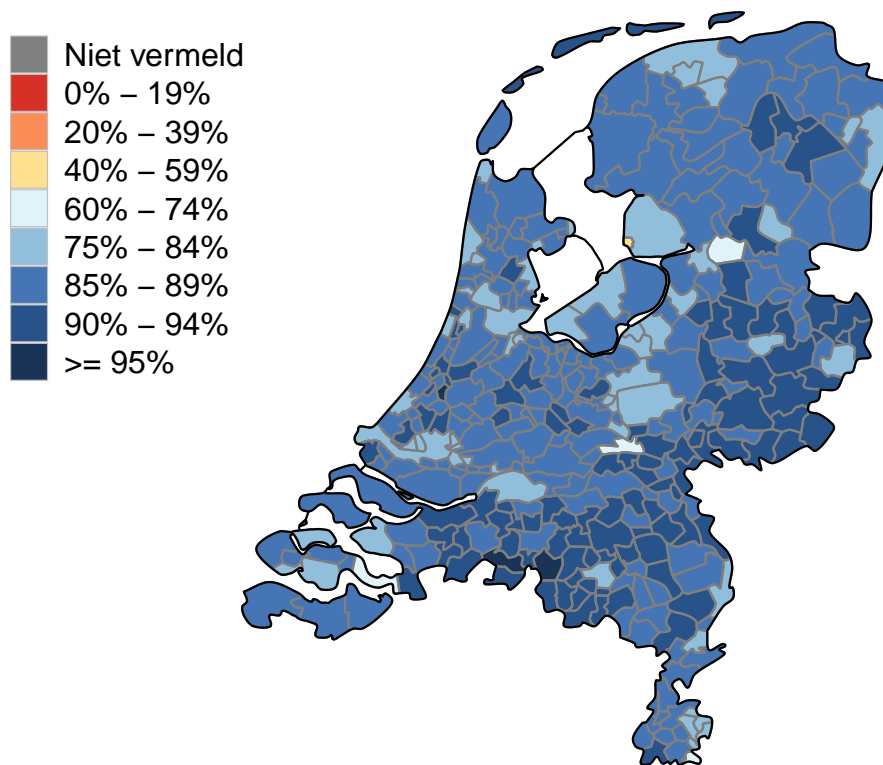 Niet vermeld
0% – 19%
20% – 39%
40% – 59%
60% – 74%
75% – 84%
85% – 89%
90% – 94%
>= 95%